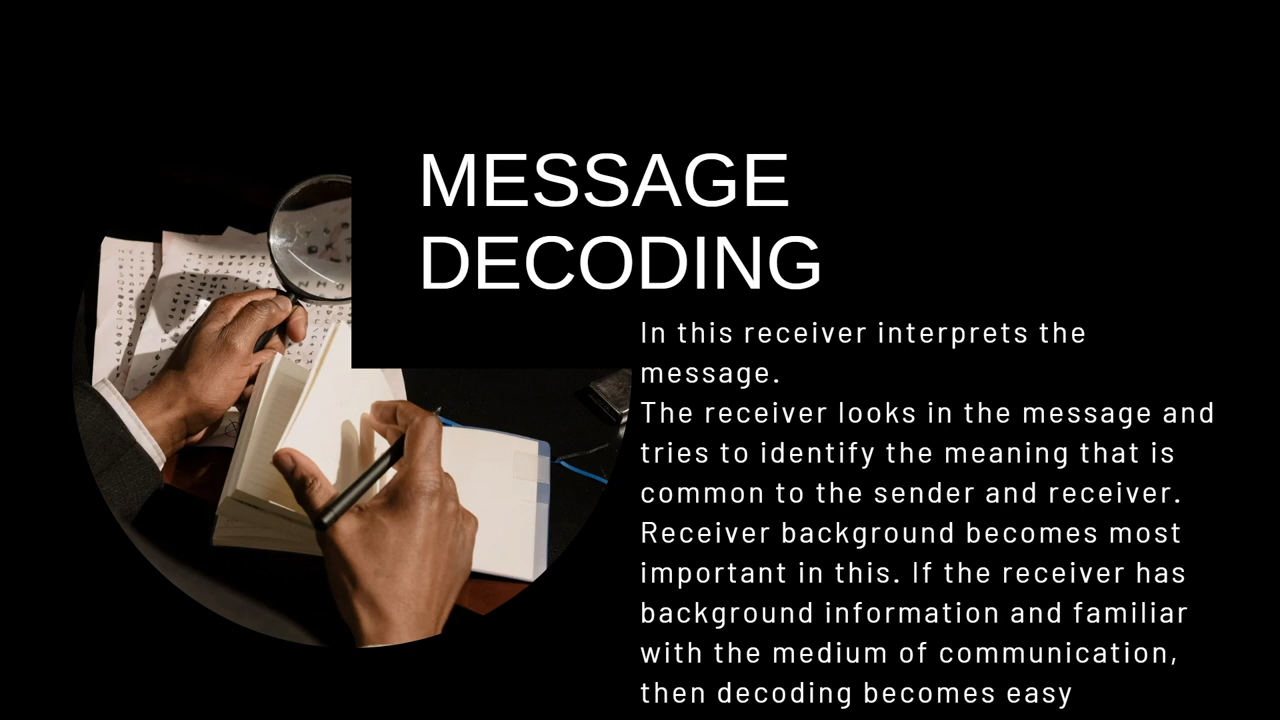 MESSAGE
DECODING
In this receiver interprets the
message.
The receiver looks in the message and
tries to identify the meaning that is
common to the sender and receiver.
Receiver background becomes most
important in this. If the receiver has
background information and familiar
with the medium of communication,
then decoding becomes easy